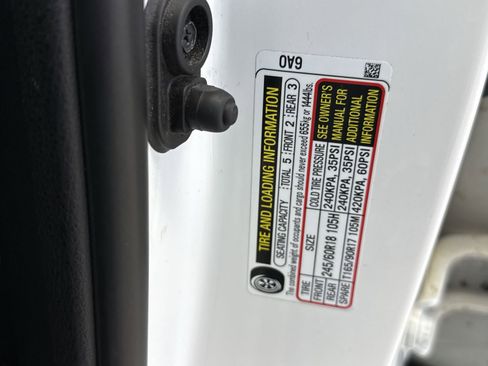 6A0
TIRE AND LOADING INFORMATION
SEATING CAPACITY TOTAL 5 FRONT 2 REAR 3
The combined weight of occupants and cargo should never exceed 655kg or 1444lbs.
TIRE SIZE COLD TIRE PRESSURE
FRONT 245/60R18 105H 240KPA, 35PSI
REAR 245/60R18 105H 240KPA, 35PSI
SPARE T165/90R17 105M 420KPA, 60PSI
SEE OWNER'S
MANUAL FOR
ADDITIONAL
INFORMATION